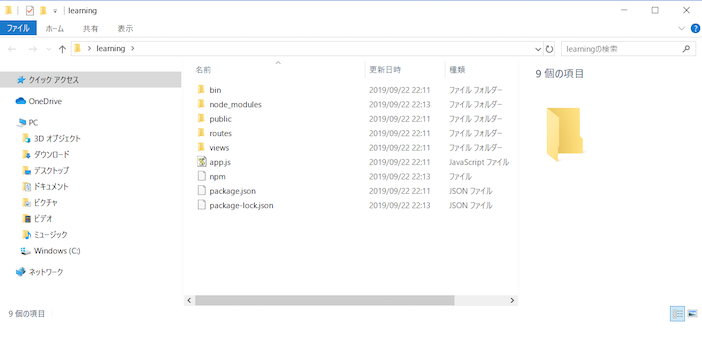 learning
ファイル ホーム 共有 表示
learning
learningの検索
クイック アクセス
OneDrive
PC
3D オブジェクト
ダウンロード
デスクトップ
ドキュメント
ピクチャ
ビデオ
ミュージック
Windows (C:)
ネットワーク
名前 更新日時 種類
bin 2019/09/22 22:11 ファイル フォルダー
node_modules 2019/09/22 22:13 ファイル フォルダー
public 2019/09/22 22:11 ファイル フォルダー
routes 2019/09/22 22:11 ファイル フォルダー
views 2019/09/22 22:11 ファイル フォルダー
app.js 2019/09/22 22:11 JavaScript ファイル
npm 2019/09/22 22:13 ファイル
package.json 2019/09/22 22:11 JSON ファイル
package-lock.json 2019/09/22 22:13 JSON ファイル
9 個の項目
9 個の項目